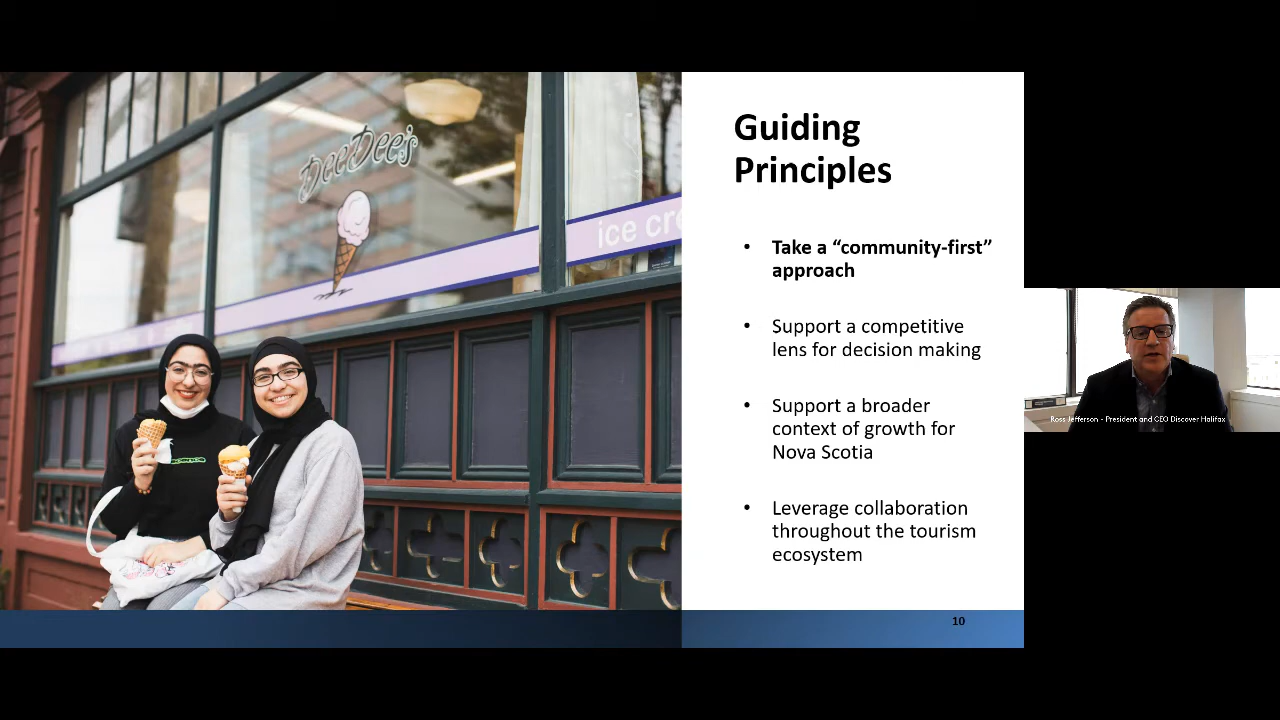 DeeDee's
ice cre
Guiding
Principles
• Take a “community-first”
approach
• Support a competitive
lens for decision making
• Support a broader
context of growth for
Nova Scotia
• Leverage collaboration
throughout the tourism
ecosystem
10
Ross Jefferson - President and CEO Discover Halifax